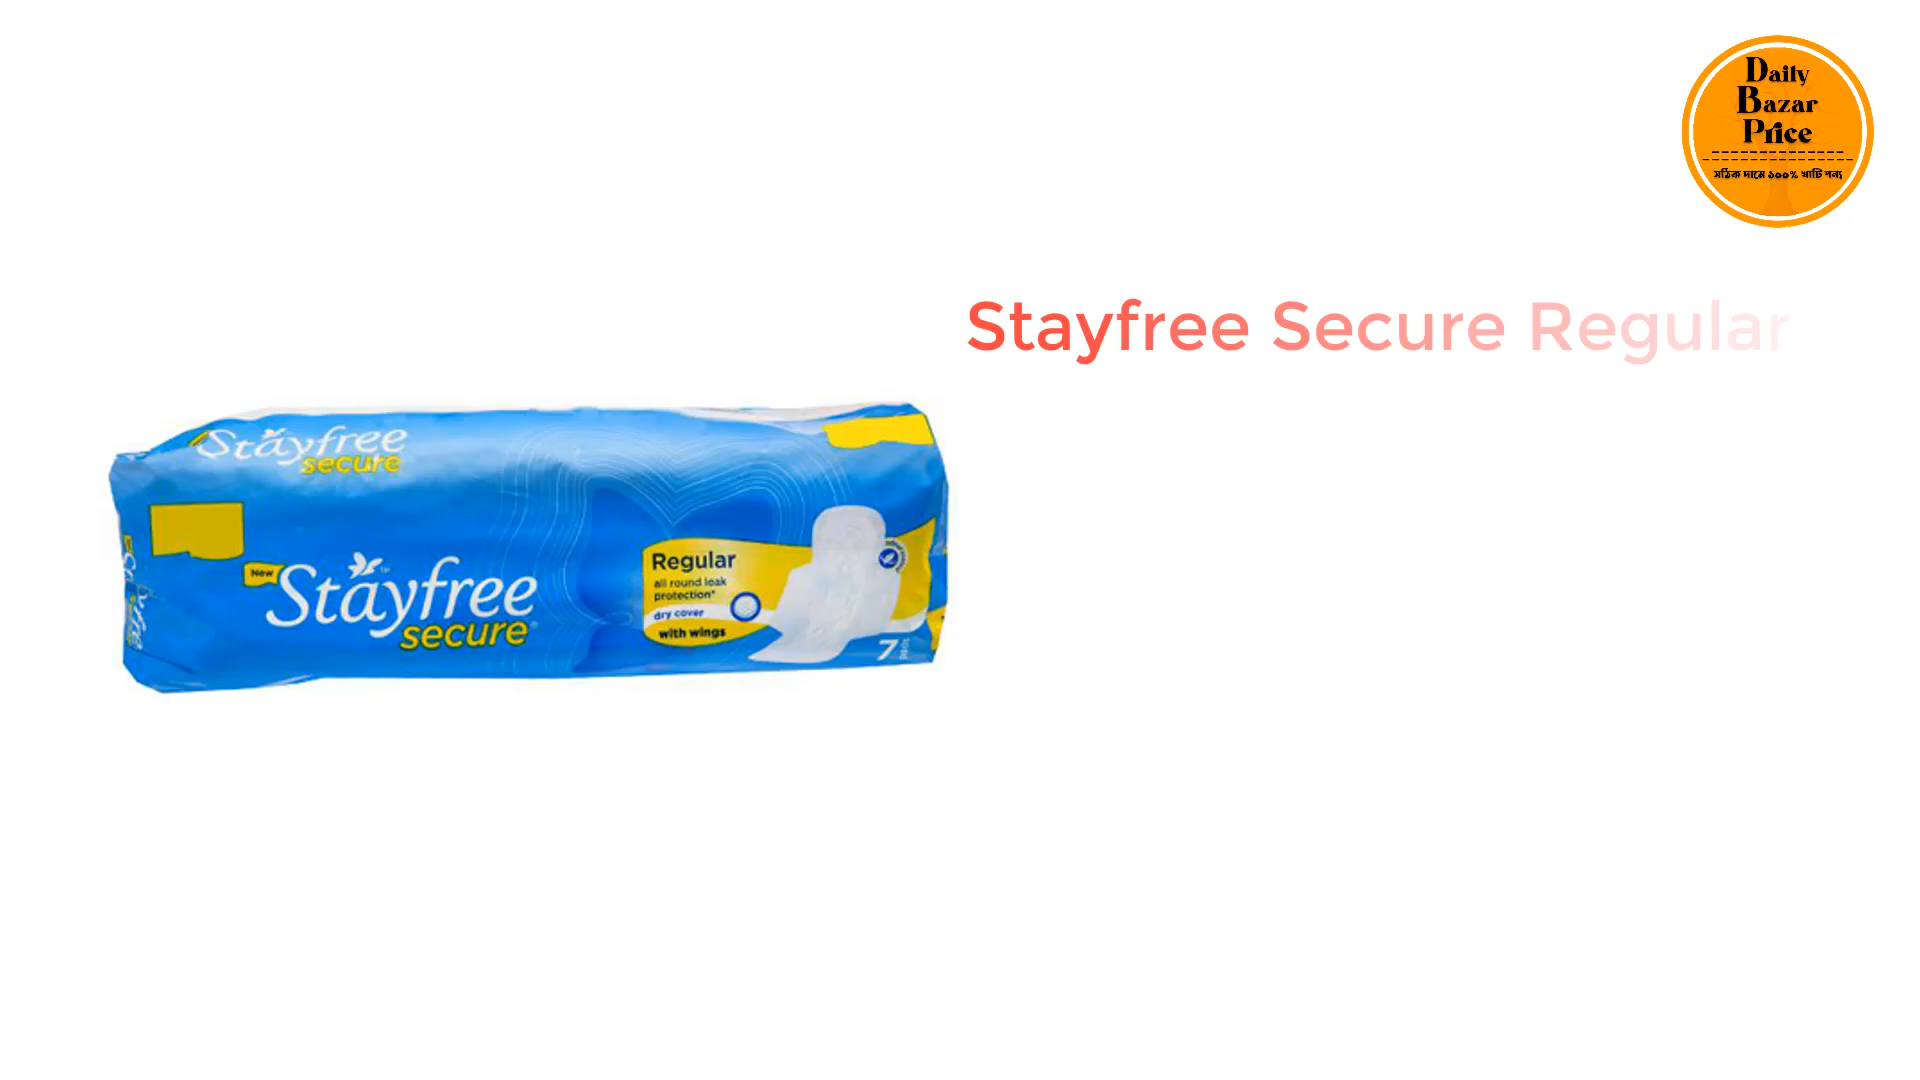 Daily
Bazar
Price
সঠিক দামে ১০০% খাটি পন্য
Stayfree Secure Regular
Stayfree
secure
New
Stayfree
secure
Regular
all round leak
protection*
dry cover
with wings
7